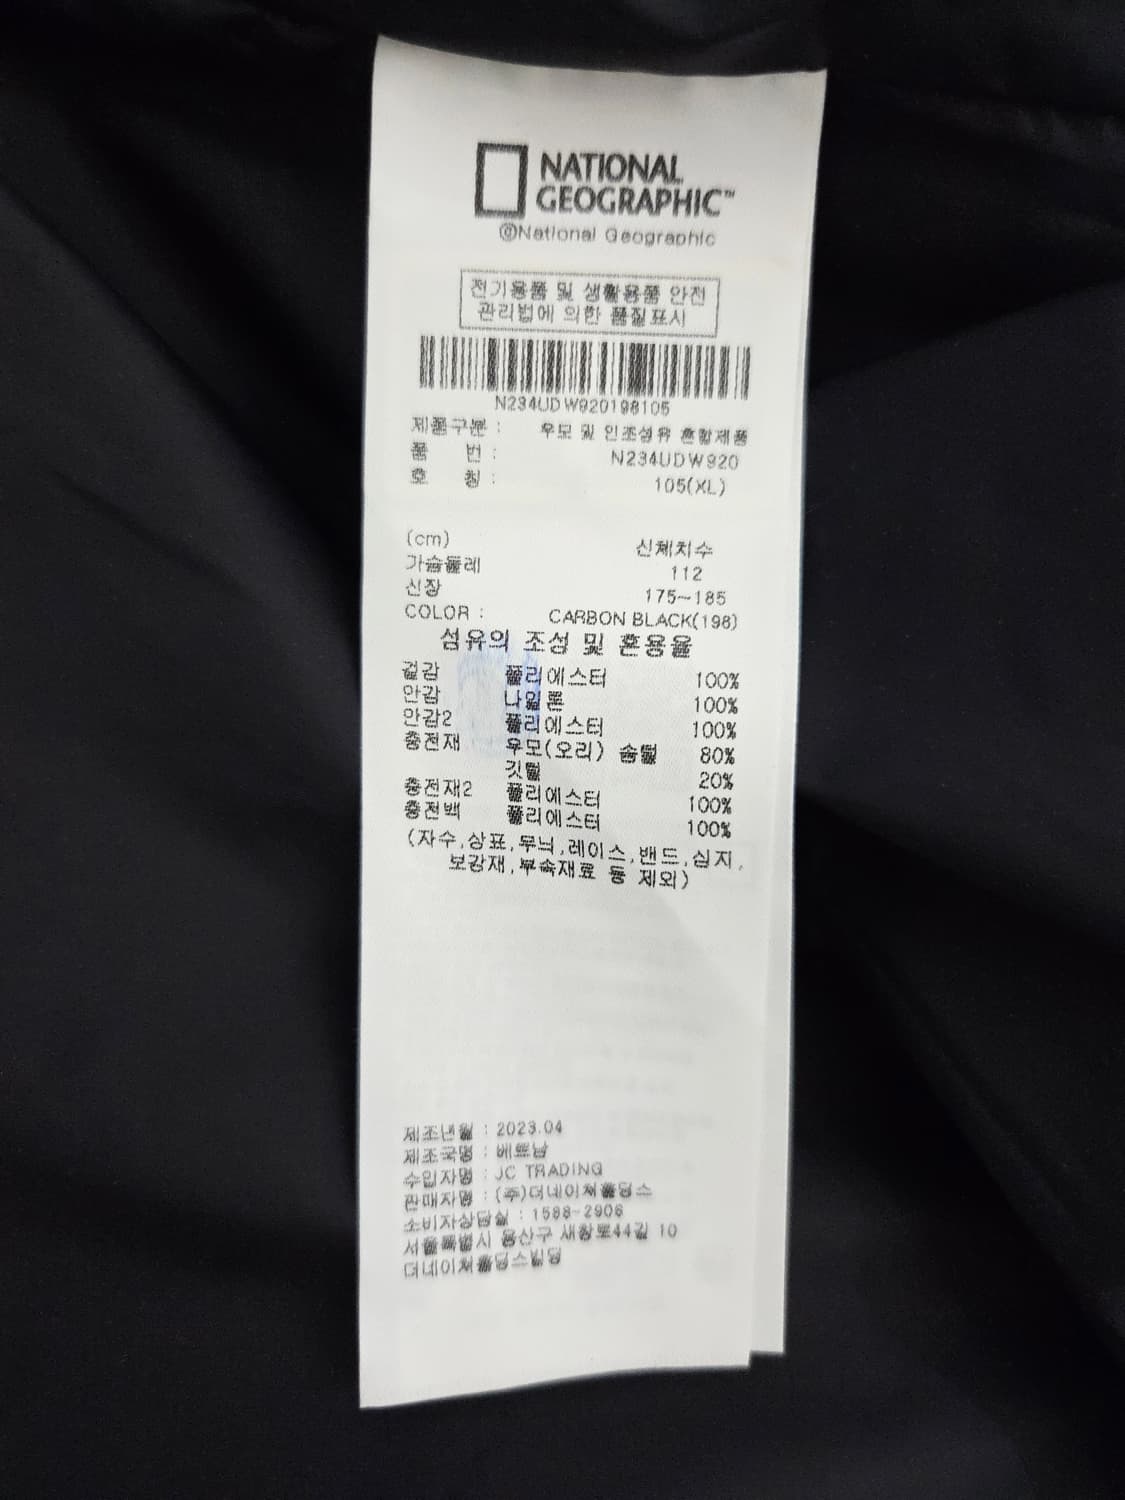 NATIONAL
GEOGRAPHIC™
©National Geographic
전기용품 및 생활용품 안전
관리법에 의한 품질표시
N234UDW920198105
제품구분 : 우모 및 인조섬유 혼합제품
품 번 : N234UDW920
호 칭 : 105(XL)
(cm) 신체치수
가슴둘레 112
신장 175~185
COLOR : CARBON BLACK(198)
섬유의 조성 및 혼용율
겉감 폴리에스터 100%
안감 나일론 100%
안감2 폴리에스터 100%
충전재 우모(오리) 솜털 80%
깃털 20%
충전재2 폴리에스터 100%
충전백 폴리에스터 100%
(자수,상표,무늬,레이스,밴드,심지,
보강재,부속재료 등 제외)
제조년월 : 2023.04
제조국명 : 베트남
수입자명 : JC TRADING
판매자명 : (주)더네이쳐홀딩스
소비자상담실 : 1588-2906
서울특별시 용산구 새창로44길 10
더네이쳐홀딩스빌딩